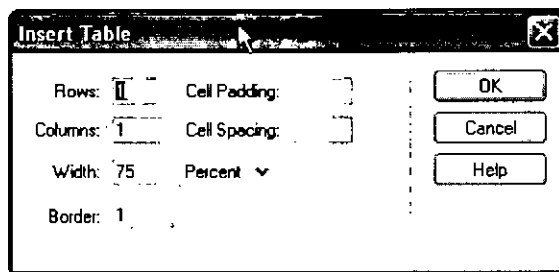 Insert Table
Rows: 1 Cell Padding: OK
Columns: 1 Cell Spacing: Cancel
Width: 75 Percent Help
Border: 1